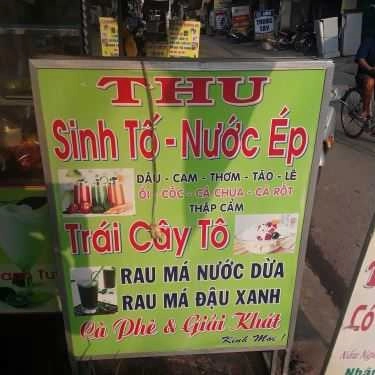 THU
Sinh Tố - Nước Ép
DÂU - CAM - THƠM - TÁO - LÊ
ỔI - CÓC - CÀ CHUA - CÀ RỐT
THẬP CẨM
Trái Cây Tô
RAU MÁ NƯỚC DỪA
RAU MÁ ĐẬU XANH
Cà Phê & Giải Khát
Kính Mời !